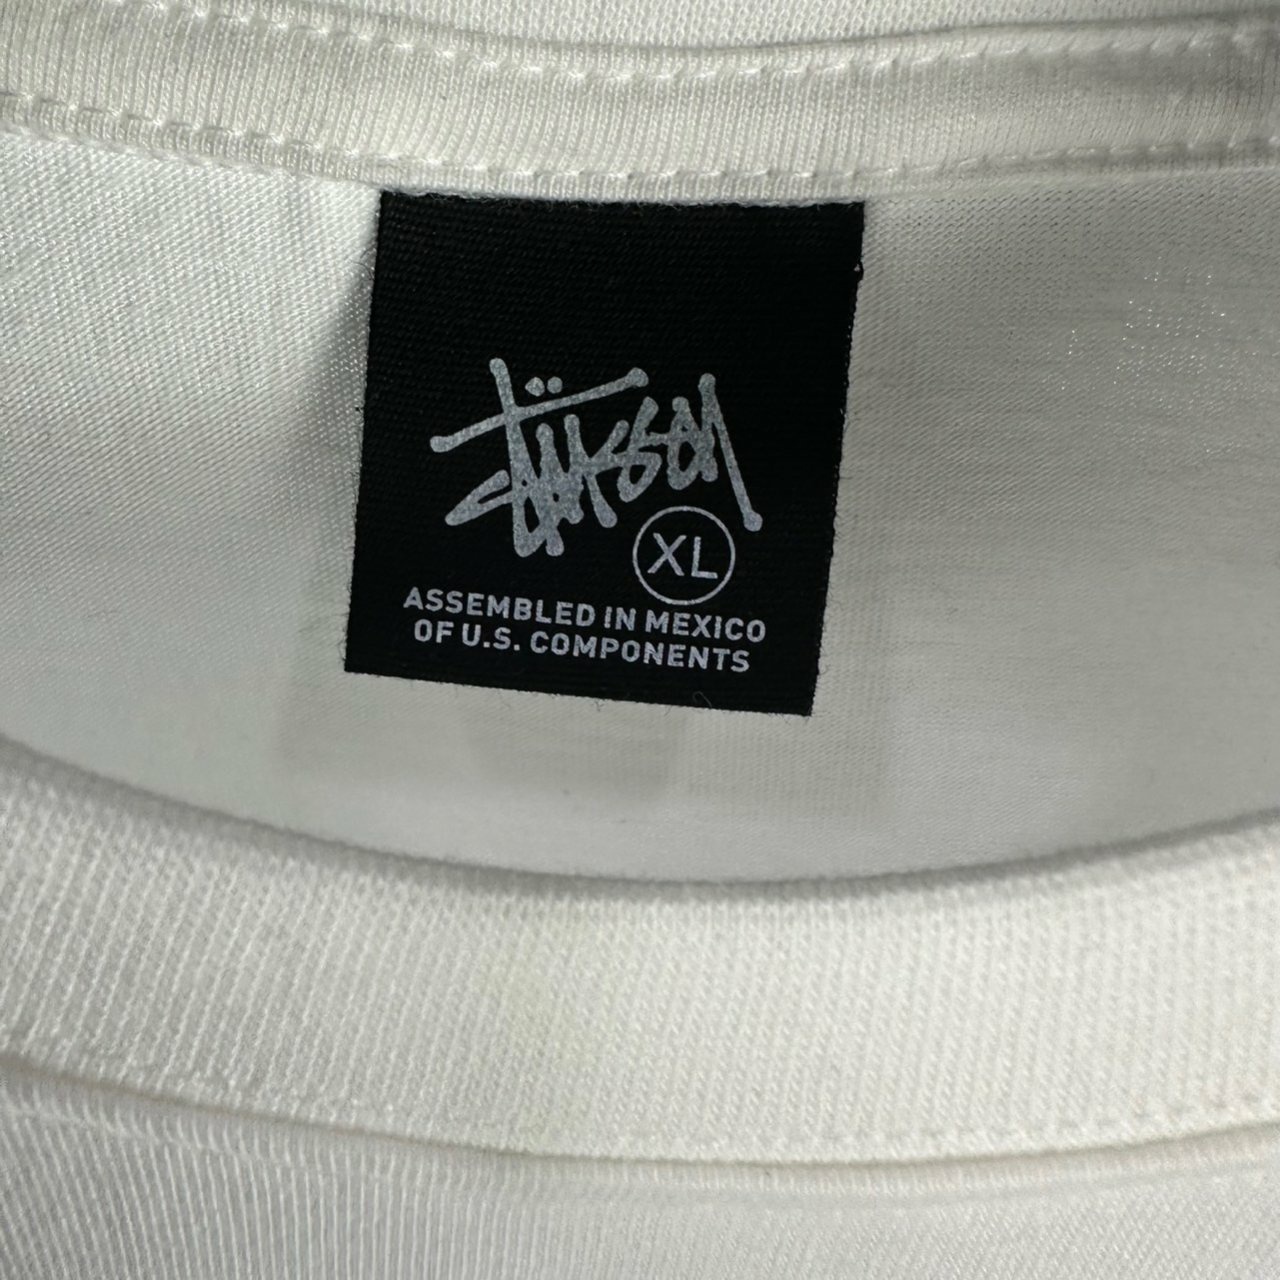 Stüssy
XL
ASSEMBLED IN MEXICO
OF U.S. COMPONENTS